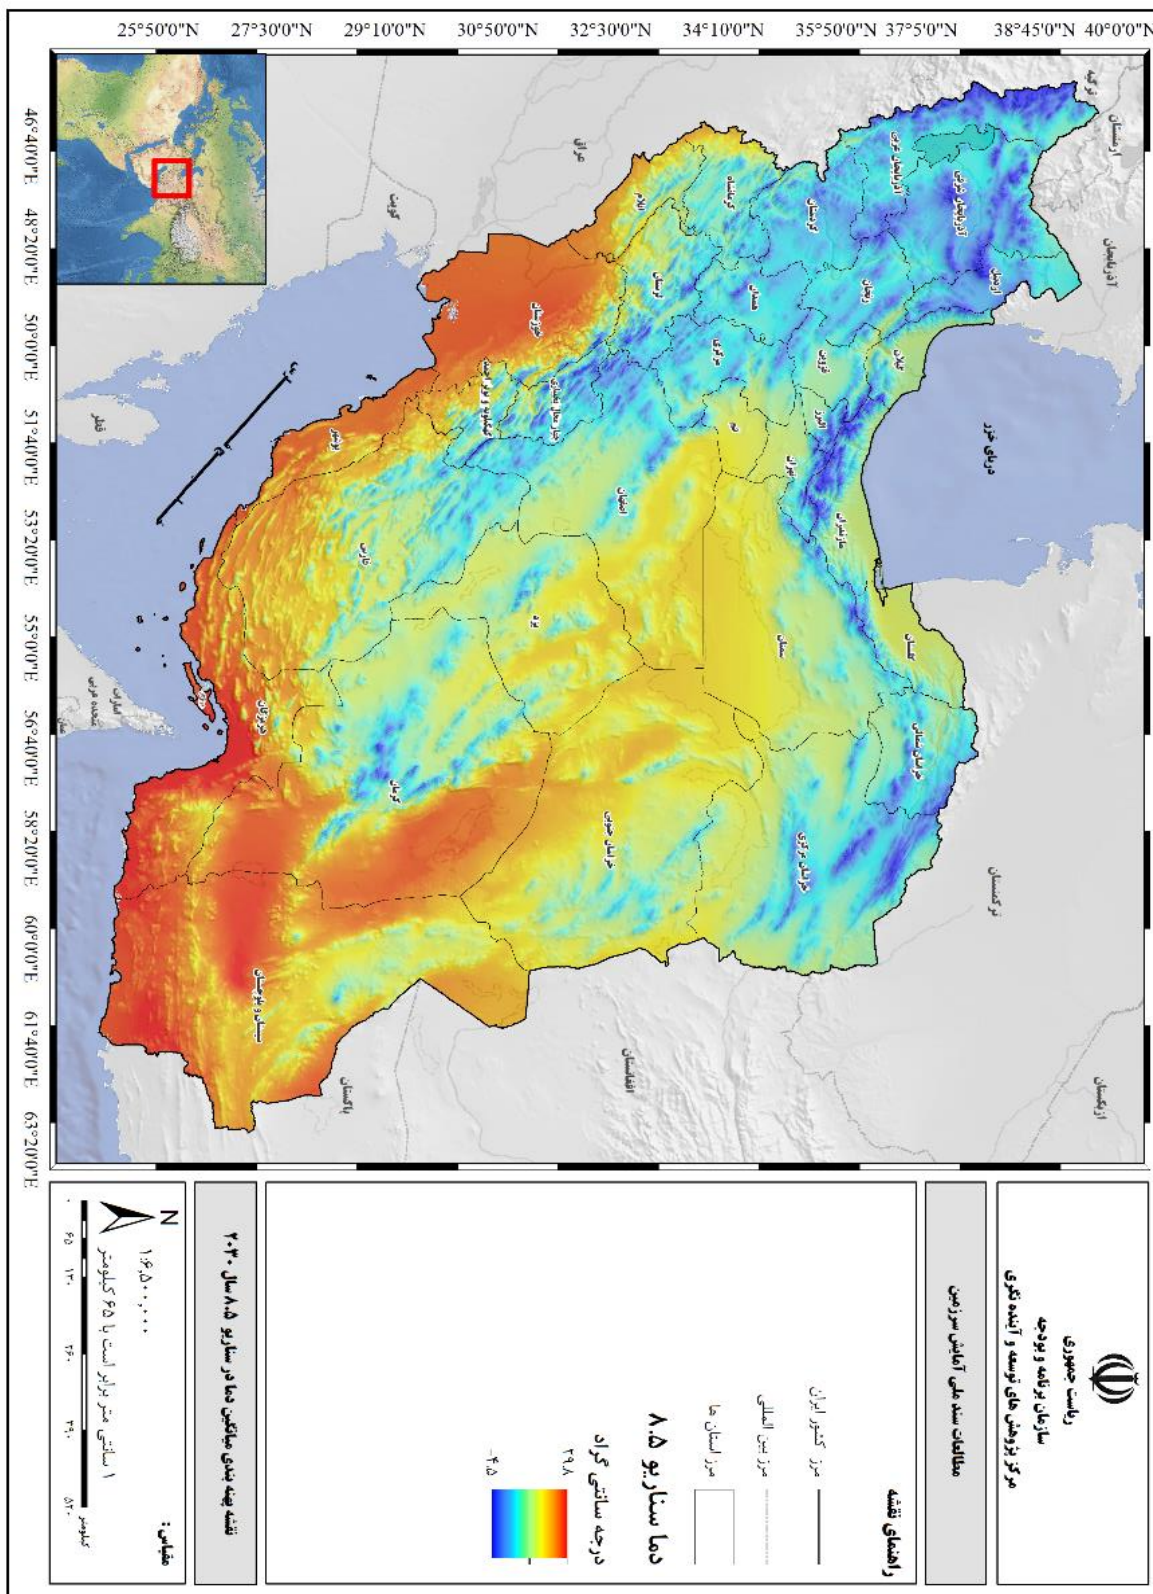 25°50'0"N 27°30'0"N 29°10'0"N 30°50'0"N 32°30'0"N 34°10'0"N 35°50'0"N 37°5'0"N 38°45'0"N 40°0'0"N
46°40'0"E
48°20'0"E
50°0'0"E
51°40'0"E
53°20'0"E
55°0'0"E
56°40'0"E
58°20'0"E
60°0'0"E
61°40'0"E
63°20'0"E
ترکیه
ارمنستان
آذربایجان
عراق
کویت
قطر
امارات
متحده عربی
عمان
دریای خزر
ترکمنستان
ازبکستان
افغانستان
پاکستان
آذربایجان غربی
آذربایجان شرقی
اردبیل
کردستان
کرمانشاه
ایلام
زنجان
همدان
لرستان
خوزستان
گیلان
قزوین
مرکزی
البرز
تهران
قم
چهار محال بختیاری
کهگیلویه و بویر احمد
بوشهر
اصفهان
مازندران
فارس
یزد
سمنان
گلستان
هرمزگان
کرمان
خراسان شمالی
خراسان مرکزی
خراسان جنوبی
سیستان و بلوچستان
ریاست جمهوری
سازمان برنامه و بودجه
مرکز پژوهش های توسعه و آینده نگری
مطالعات سند ملی آمایش سرزمین
راهنمای نقشه
مرز کشور ایران
مرز بین المللی
مرز استان ها
دما سناریو ۸.۵
درجه سانتی گراد
۲۹.۸
-۴.۵
نقشه پهنه بندی میانگین دما در سناریو ۸.۵ سال ۲۰۳۰
مقیاس :
N
۱:۶,۵۰۰,۰۰۰
۱ سانتی متر برابر است با ۶۵ کیلومتر
۰ ۶۵ ۱۳۰ ۲۶۰ ۳۹۰ ۵۲۰
کیلومتر